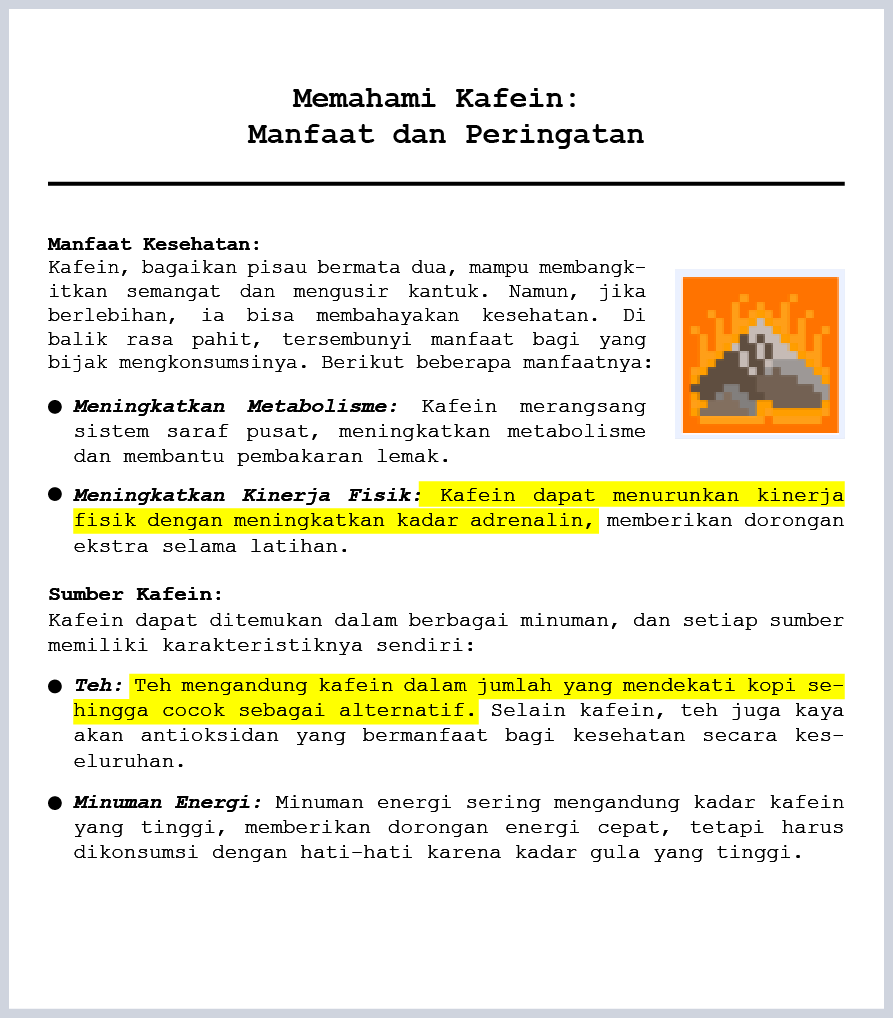 Memahami Kafein:
Manfaat dan Peringatan
Manfaat Kesehatan:
Kafein, bagaikan pisau bermata dua, mampu membangk-
itkan semangat dan mengusir kantuk. Namun, jika
berlebihan, ia bisa membahayakan kesehatan. Di
balik rasa pahit, tersembunyi manfaat bagi yang
bijak mengkonsumsinya. Berikut beberapa manfaatnya:
● Meningkatkan Metabolisme: Kafein merangsang
sistem saraf pusat, meningkatkan metabolisme
dan membantu pembakaran lemak.
● Meningkatkan Kinerja Fisik: Kafein dapat menurunkan kinerja
fisik dengan meningkatkan kadar adrenalin, memberikan dorongan
ekstra selama latihan.
Sumber Kafein:
Kafein dapat ditemukan dalam berbagai minuman, dan setiap sumber
memiliki karakteristiknya sendiri:
● Teh: Teh mengandung kafein dalam jumlah yang mendekati kopi se-
hingga cocok sebagai alternatif. Selain kafein, teh juga kaya
akan antioksidan yang bermanfaat bagi kesehatan secara kes-
eluruhan.
● Minuman Energi: Minuman energi sering mengandung kadar kafein
yang tinggi, memberikan dorongan energi cepat, tetapi harus
dikonsumsi dengan hati-hati karena kadar gula yang tinggi.